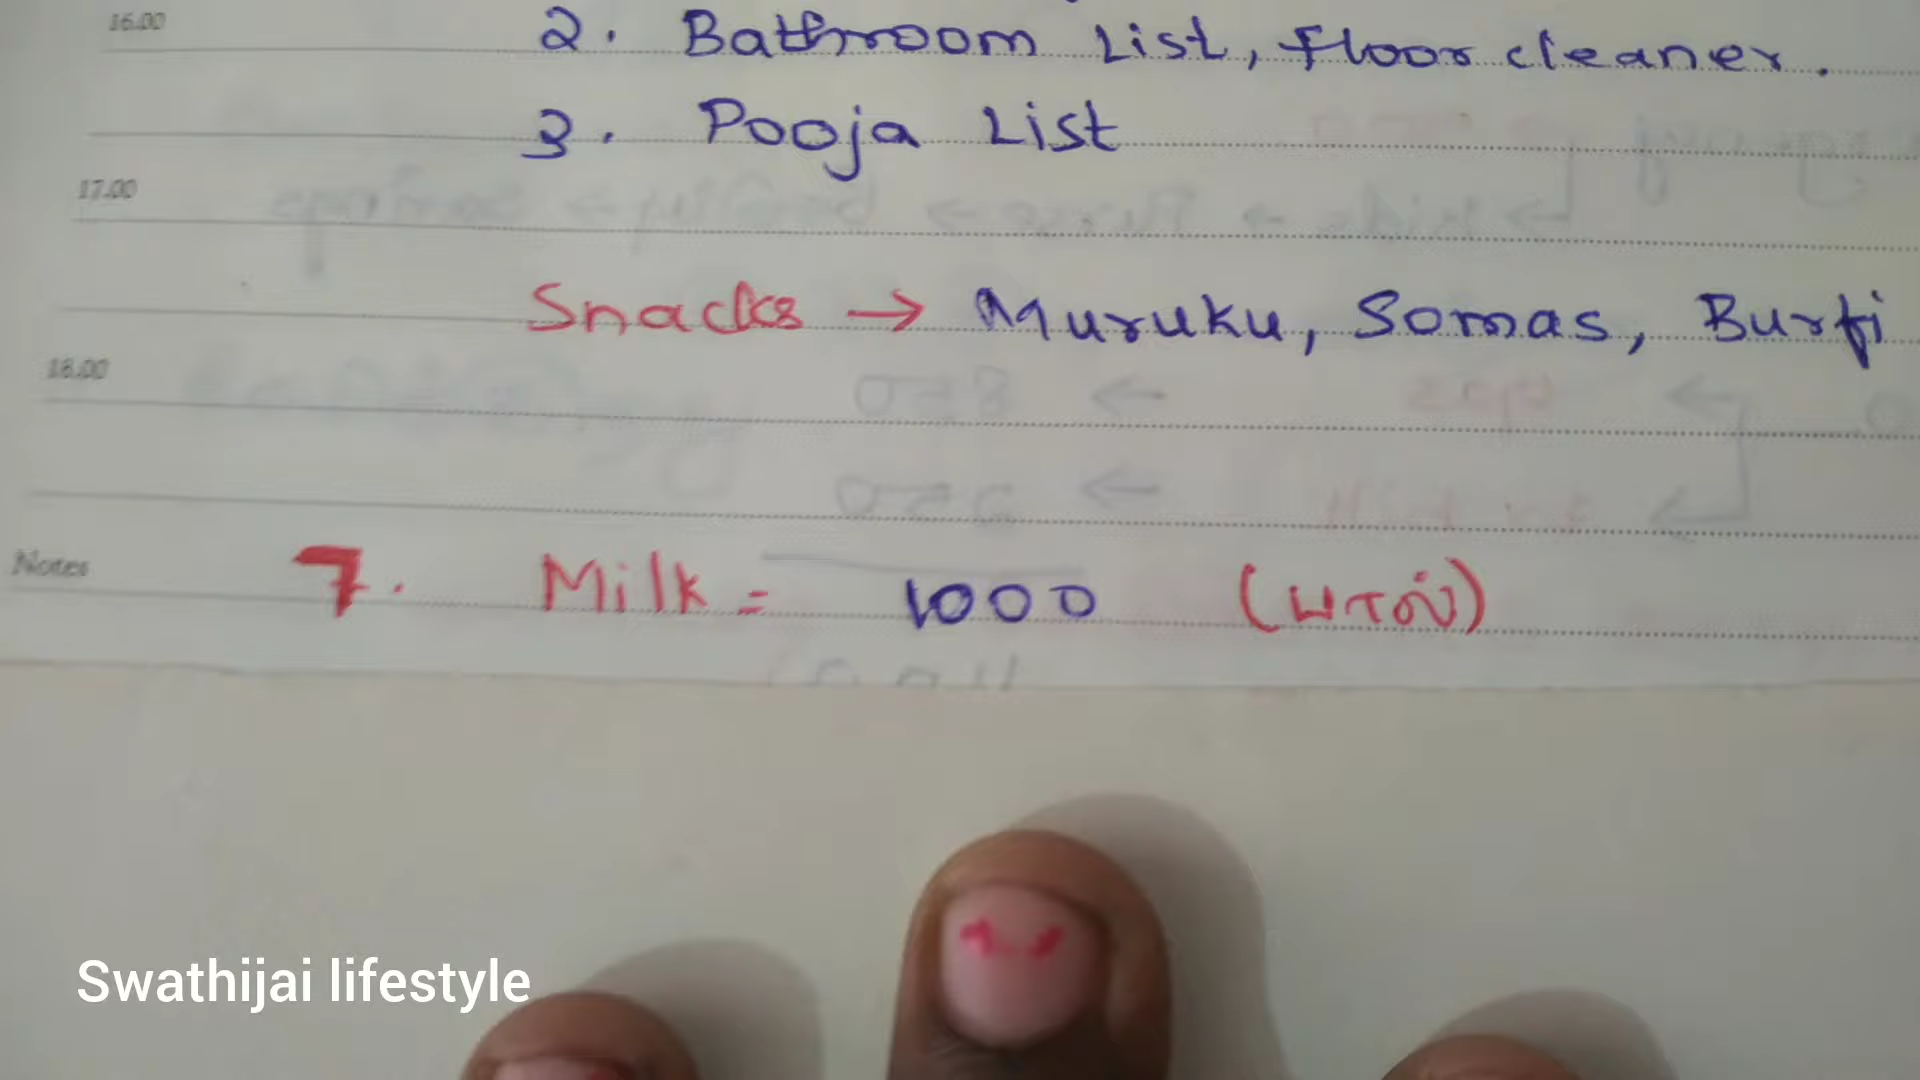 16.00
2. Bathroom List, Floor cleaner.
3. Pooja List
17.00
Snacks → Muruku, Somas, Burfi
18.00
Notes
7. Milk = 1000 (பால்)
Swathijai lifestyle